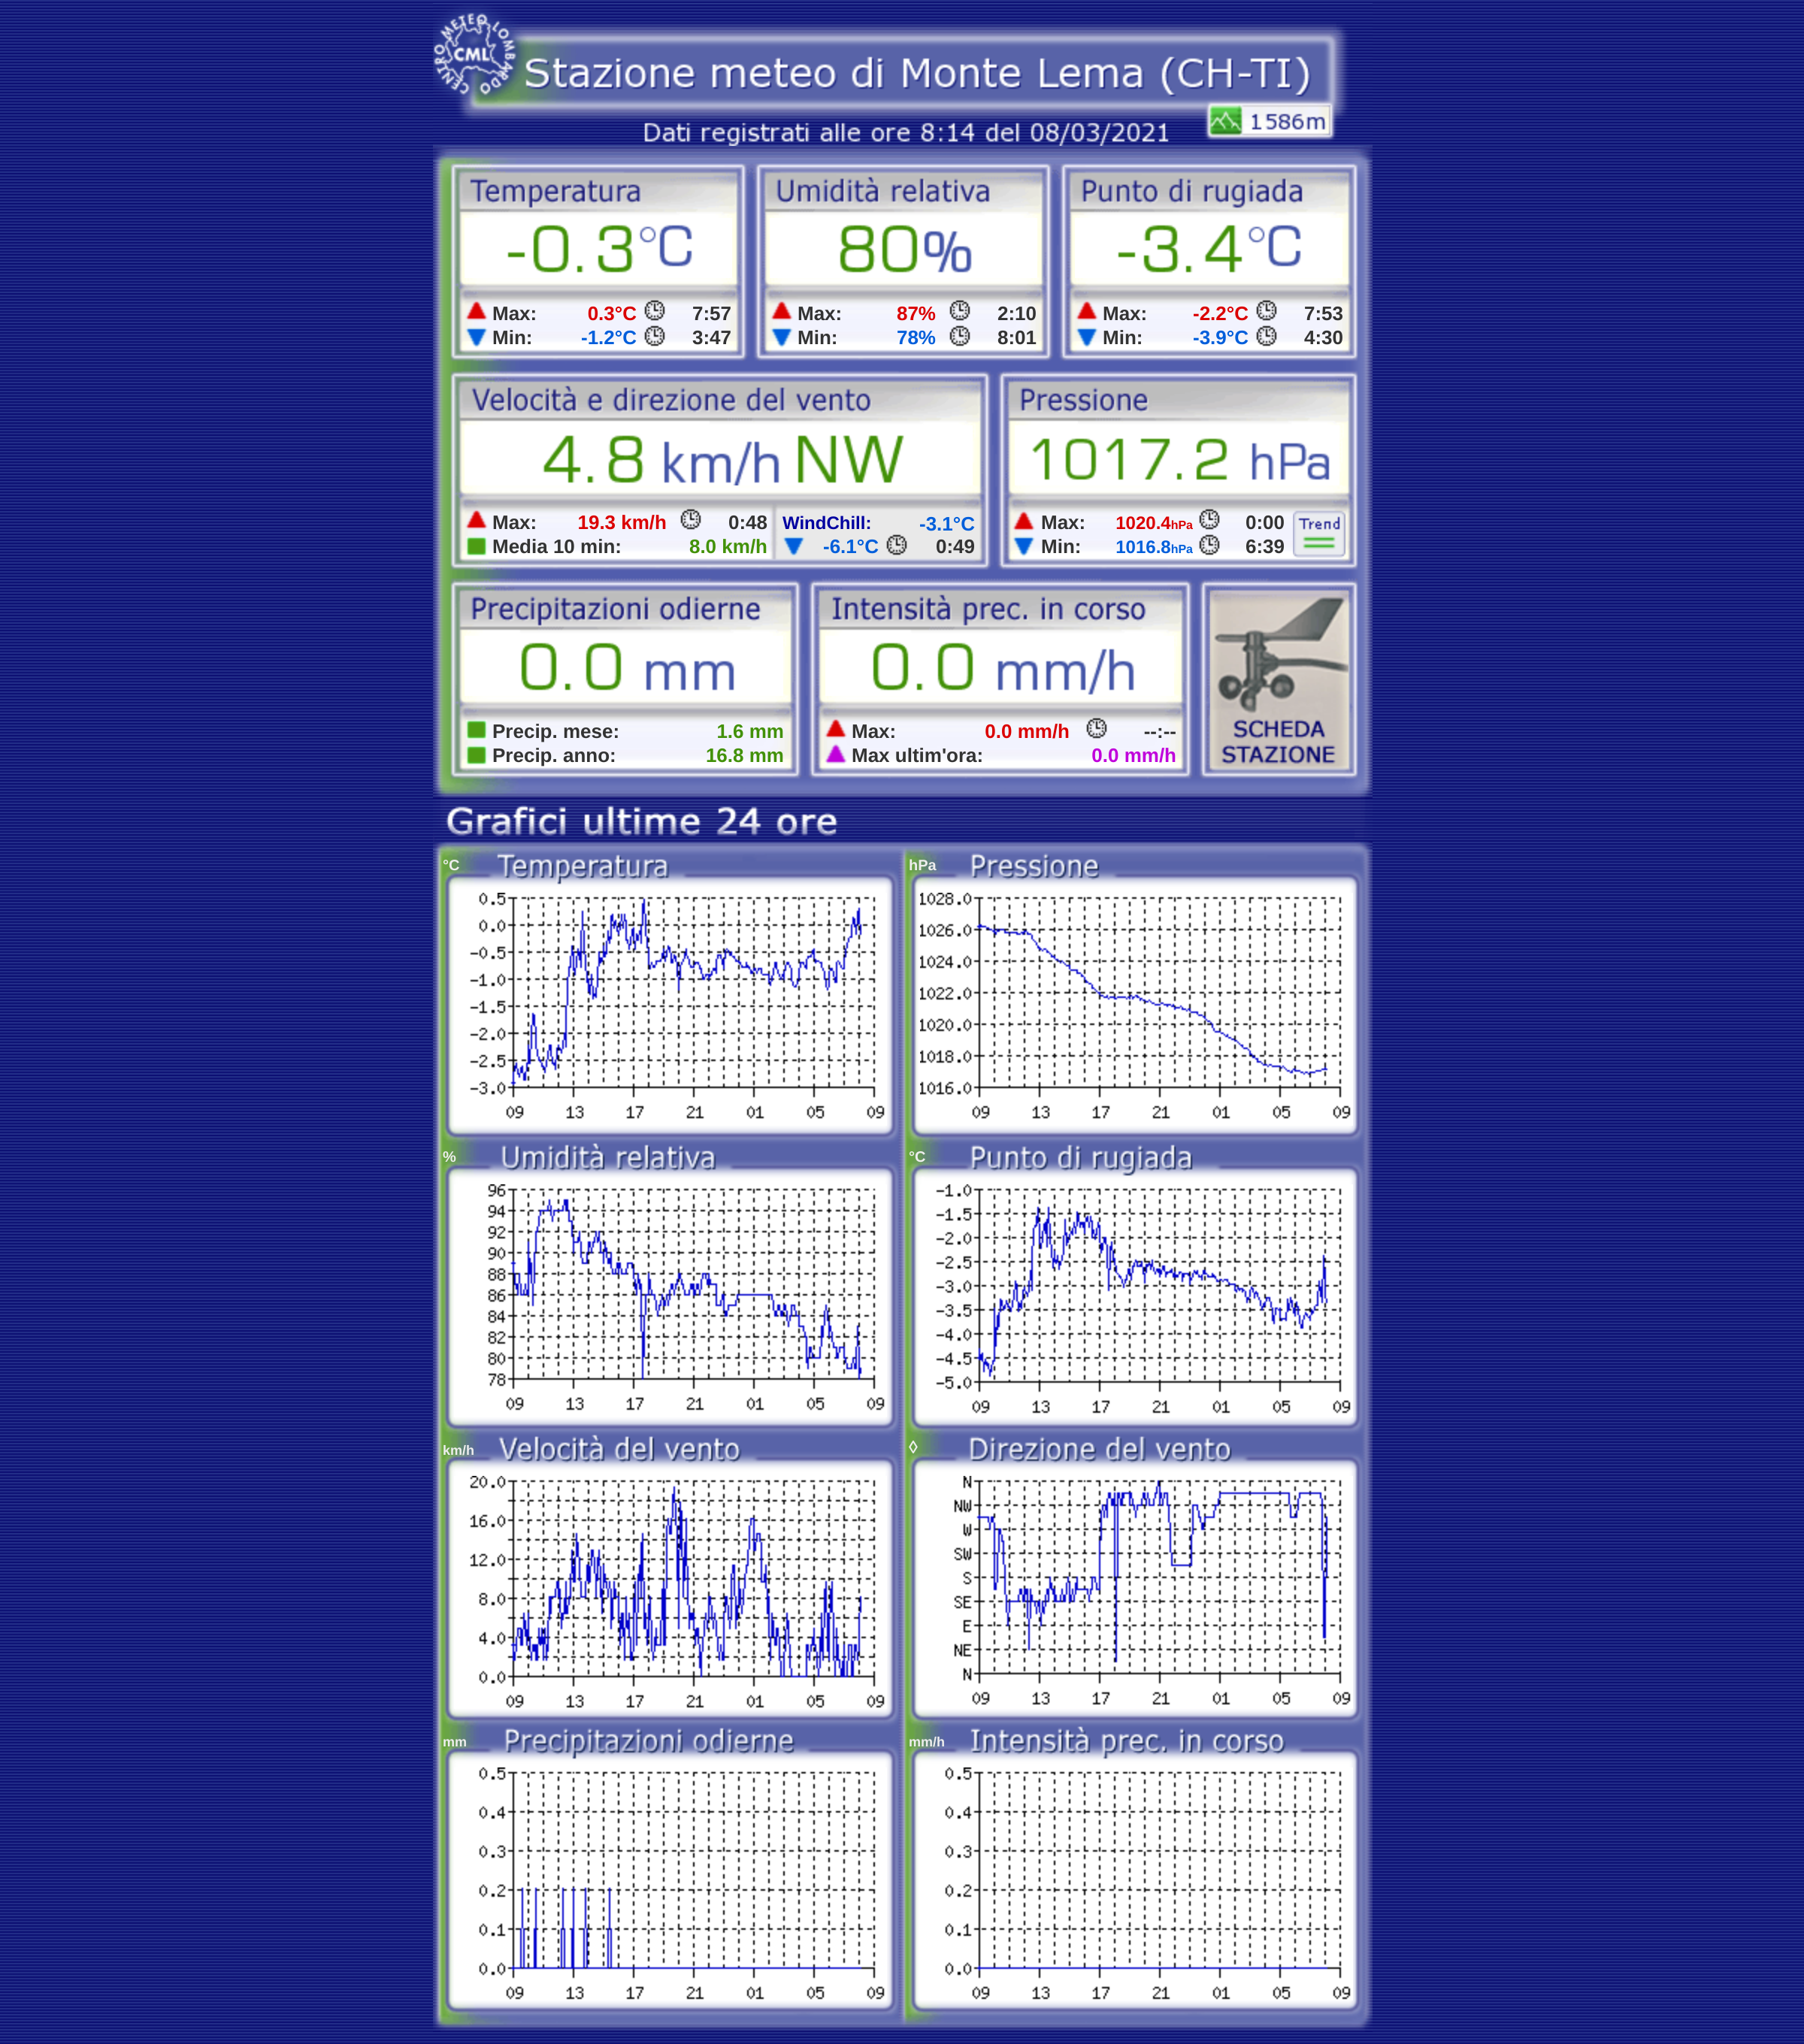 CENTRO METEO LOMBARDO
CML
Stazione meteo di Monte Lema (CH-TI)
1586m
Dati registrati alle ore 8:14 del 08/03/2021
Temperatura Umidità relativa Punto di rugiada
-0.3°C 80% -3.4°C
Max: 0.3°C 7:57 Max: 87% 2:10 Max: -2.2°C 7:53
Min: -1.2°C 3:47 Min: 78% 8:01 Min: -3.9°C 4:30
Velocità e direzione del vento Pressione
4.8 km/h NW 1017.2 hPa
Max: 19.3 km/h 0:48 WindChill: -3.1°C Max: 1020.4hPa 0:00 Trend
Media 10 min: 8.0 km/h -6.1°C 0:49 Min: 1016.8hPa 6:39
Precipitazioni odierne Intensità prec. in corso
0.0 mm 0.0 mm/h
Precip. mese: 1.6 mm Max: 0.0 mm/h --:-- SCHEDA
Precip. anno: 16.8 mm Max ultim'ora: 0.0 mm/h STAZIONE
Grafici ultime 24 ore
°C Temperatura
0.5
0.0
-0.5
-1.0
-1.5
-2.0
-2.5
-3.0
09 13 17 21 01 05 09
hPa Pressione
1028.0
1026.0
1024.0
1022.0
1020.0
1018.0
1016.0
09 13 17 21 01 05 09
% Umidità relativa
96
94
92
90
88
86
84
82
80
78
09 13 17 21 01 05 09
°C Punto di rugiada
-1.0
-1.5
-2.0
-2.5
-3.0
-3.5
-4.0
-4.5
-5.0
09 13 17 21 01 05 09
km/h Velocità del vento
20.0
16.0
12.0
8.0
4.0
0.0
09 13 17 21 01 05 09
◊ Direzione del vento
N
NW
W
SW
S
SE
E
NE
N
09 13 17 21 01 05 09
mm Precipitazioni odierne
0.5
0.4
0.3
0.2
0.1
0.0
09 13 17 21 01 05 09
mm/h Intensità prec. in corso
0.5
0.4
0.3
0.2
0.1
0.0
09 13 17 21 01 05 09